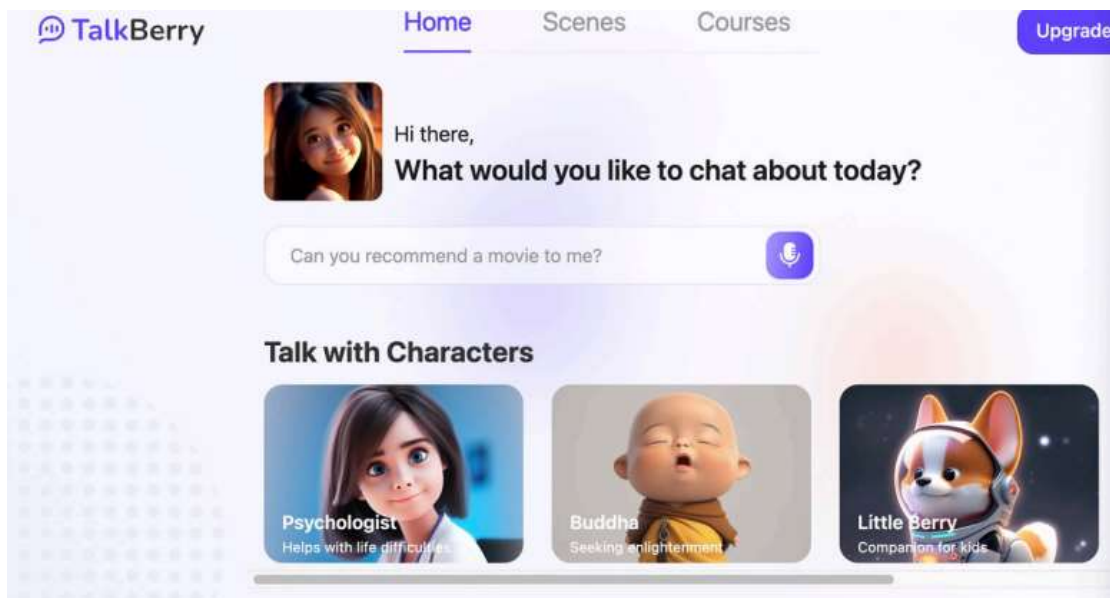 TalkBerry
Home
Scenes
Courses
Upgrade
Hi there,
What would you like to chat about today?
Can you recommend a movie to me?
Talk with Characters
Psychologist
Helps with life difficulties
Buddha
Seeking enlightenment
Little Berry
Companion for kids